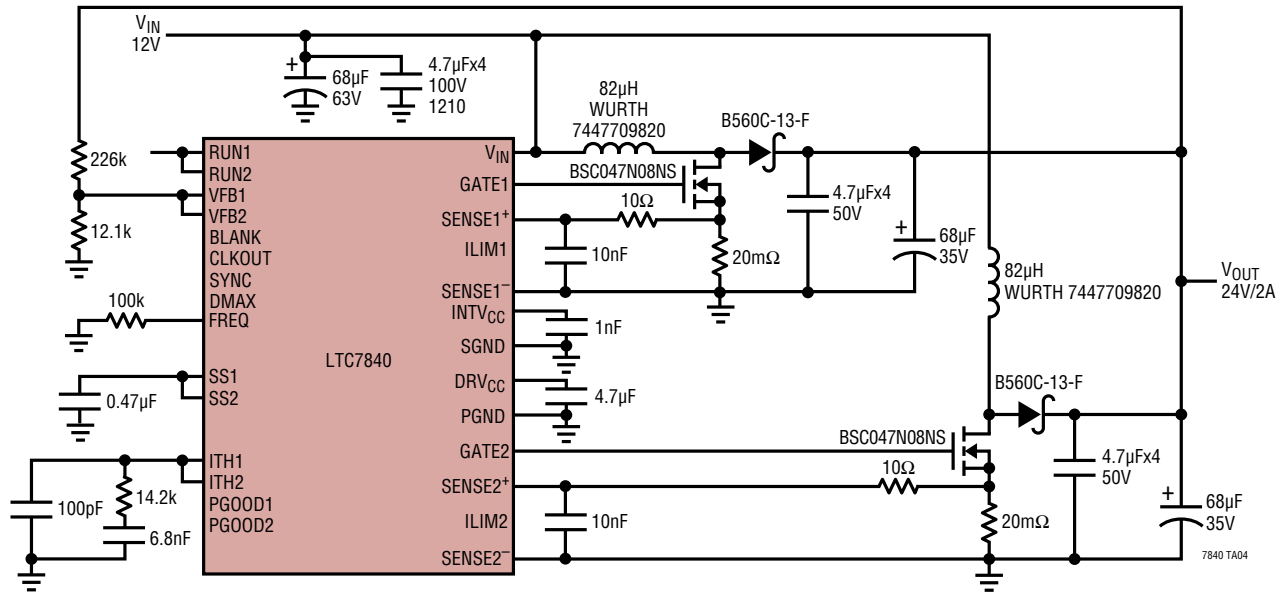 VIN
12V
68µF
63V
4.7µFx4
100V
1210
82µH
WURTH
7447709820
B560C-13-F
226k
RUN1
RUN2
VIN
BSC047N08NS
VFB1
VFB2
GATE1
12.1k
BLANK
CLKOUT
SYNC
DMAX
FREQ
SENSE1+
10Ω
4.7µFx4
50V
ILIM1
10nF
20mΩ
68µF
35V
82µH
WURTH 7447709820
VOUT
24V/2A
SENSE1–
100k
INTVCC
1nF
SGND
LTC7840
SS1
SS2
0.47µF
DRVCC
4.7µF
PGND
B560C-13-F
GATE2
BSC047N08NS
ITH1
ITH2
PGOOD1
PGOOD2
100pF
14.2k
6.8nF
SENSE2+
10Ω
4.7µFx4
50V
ILIM2
10nF
20mΩ
68µF
35V
SENSE2–
7840 TA04
+
+
+